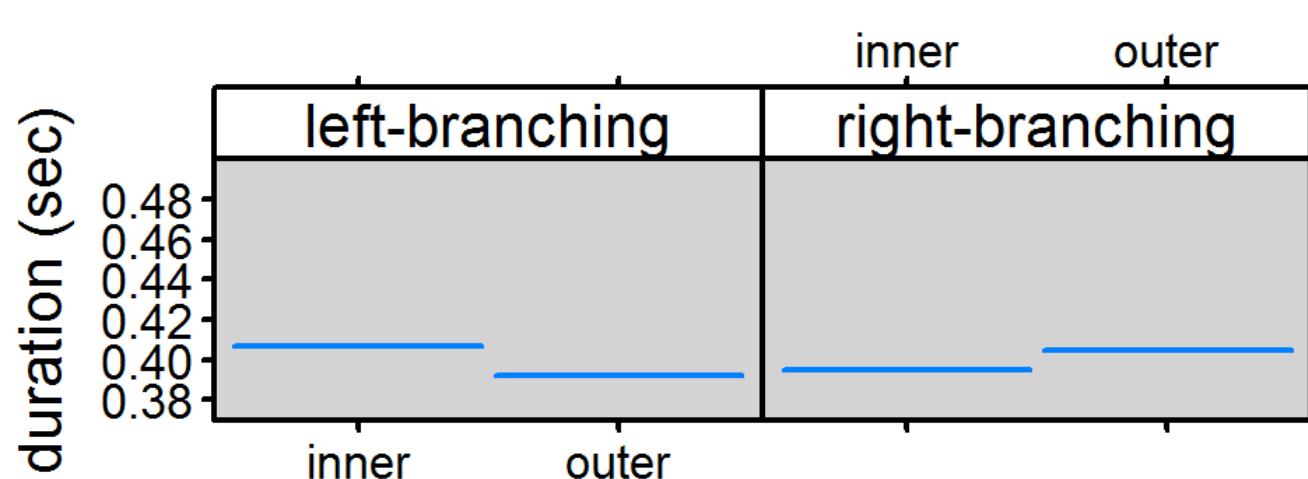 inner outer
left-branching right-branching
duration (sec)
0.48
0.46
0.44
0.42
0.40
0.38
inner outer